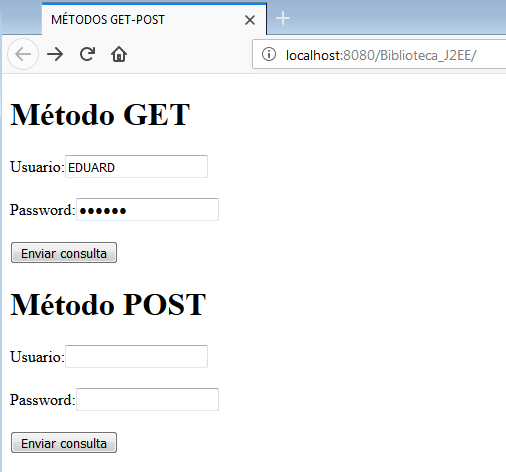 MÉTODOS GET-POST
localhost:8080/Biblioteca_J2EE/
Método GET
Usuario: EDUARD
Password: ••••••
Enviar consulta
Método POST
Usuario:
Password:
Enviar consulta